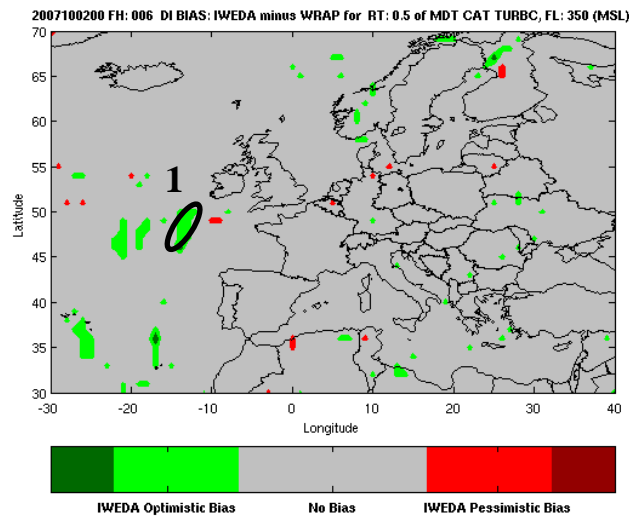 2007100200 FH: 006 DI BIAS: IWEDA minus WRAP for RT: 0.5 of MDT CAT TURBC, FL: 350 (MSL)
70
65
60
55
50
45
40
35
30
Latitude
1
-30 -20 -10 0 10 20 30 40
Longitude
IWEDA Optimistic Bias No Bias IWEDA Pessimistic Bias